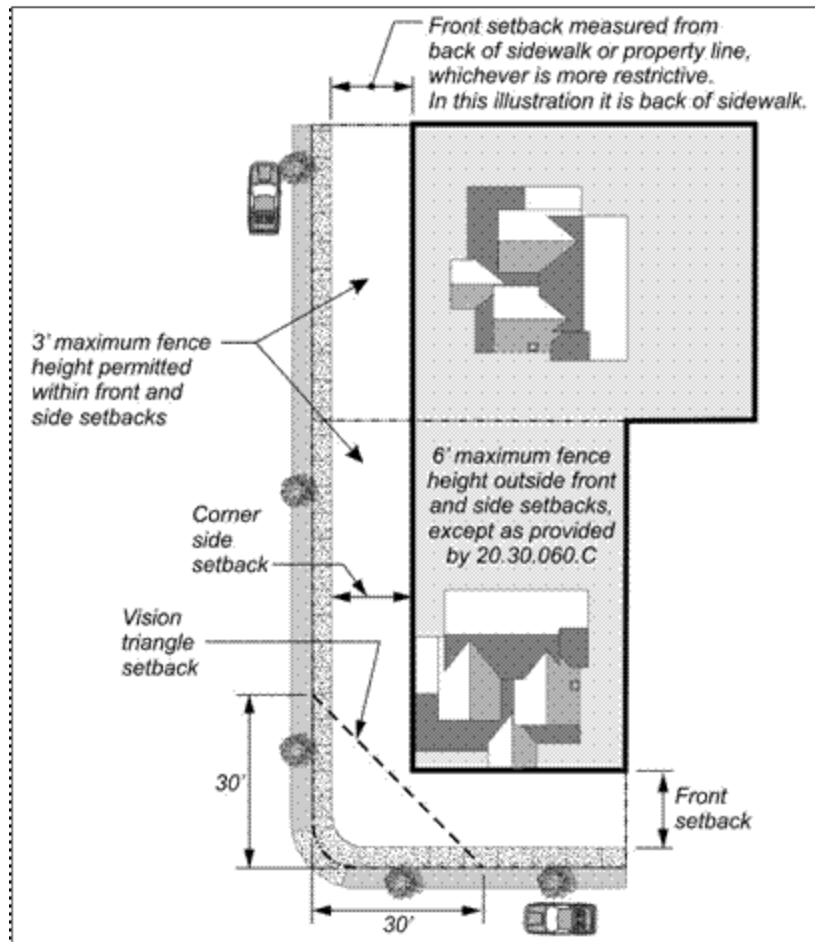 Front setback measured from
back of sidewalk or property line,
whichever is more restrictive.
In this illustration it is back of sidewalk.
3’ maximum fence
height permitted
within front and
side setbacks
6’ maximum fence
height outside front
and side setbacks,
except as provided
by 20.30.060.C
Corner
side
setback
Vision
triangle
setback
30’
Front
setback
30’